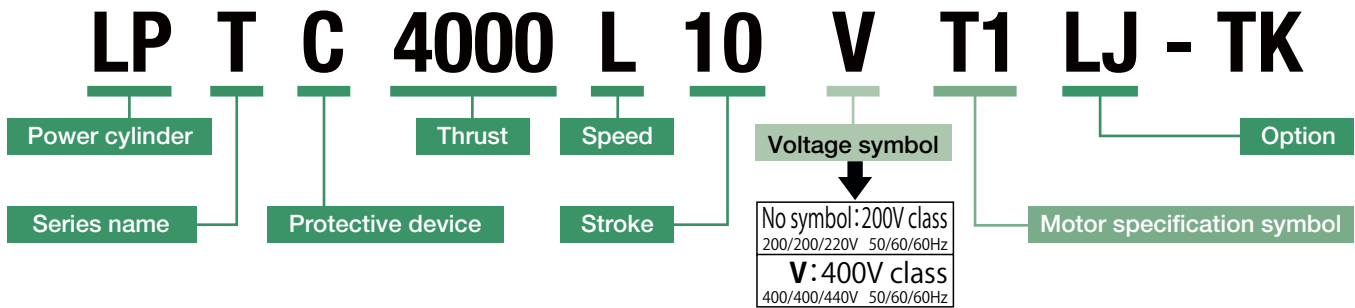 LP T C 4000 L 10 V T1 LJ - TK
Power cylinder
Thrust
Speed
Voltage symbol
Option
Series name
Protective device
Stroke
Motor specification symbol
No symbol:200V class
200/200/220V 50/60/60Hz
V:400V class
400/400/440V 50/60/60Hz